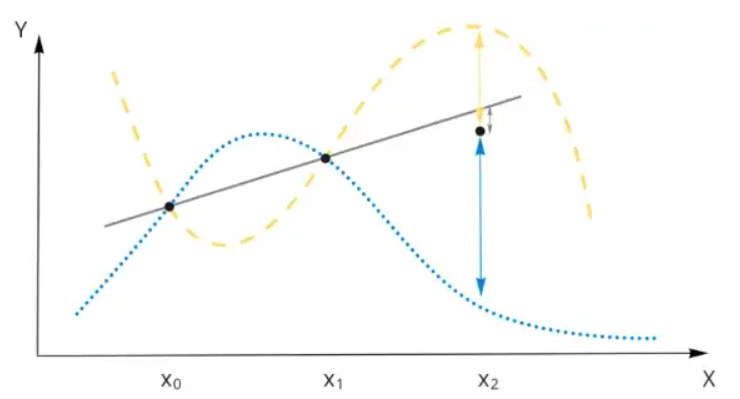 Y
x₀ x₁ x₂ X